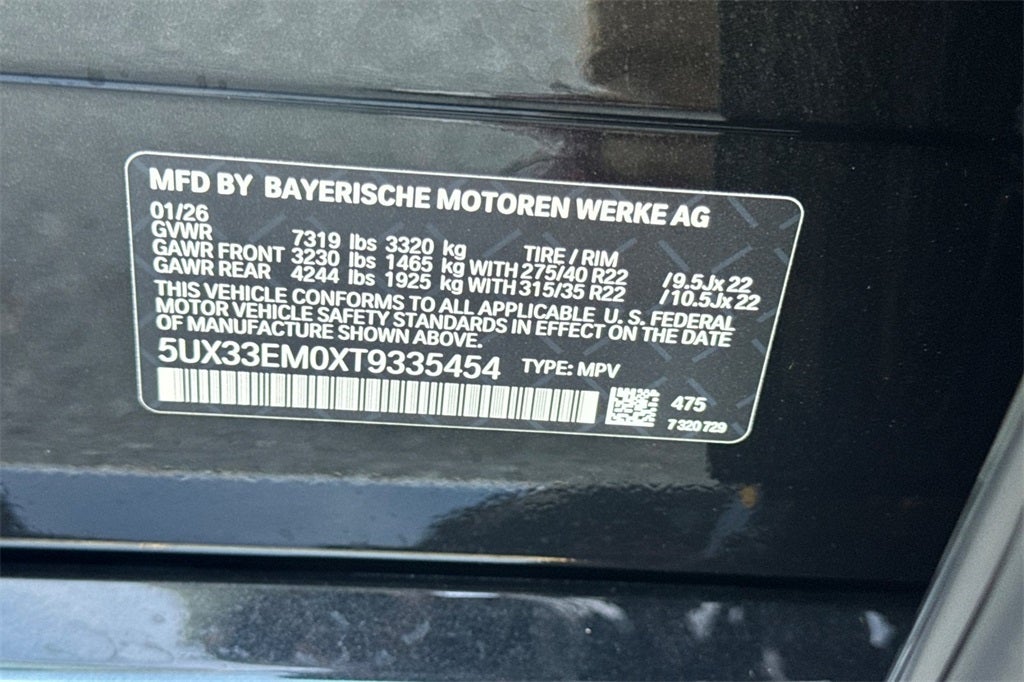 MFD BY BAYERISCHE MOTOREN WERKE AG
01/26
GVWR 7319 lbs 3320 kg TIRE / RIM
GAWR FRONT 3230 lbs 1465 kg WITH 275/40 R22 /9.5Jx22
GAWR REAR 4244 lbs 1925 kg WITH 315/35 R22 /10.5Jx22
THIS VEHICLE CONFORMS TO ALL APPLICABLE U. S. FEDERAL
MOTOR VEHICLE SAFETY STANDARDS IN EFFECT ON THE DATE
OF MANUFACTURE SHOWN ABOVE.
5UX33EM0XT9335454 TYPE: MPV
475
7 320 729